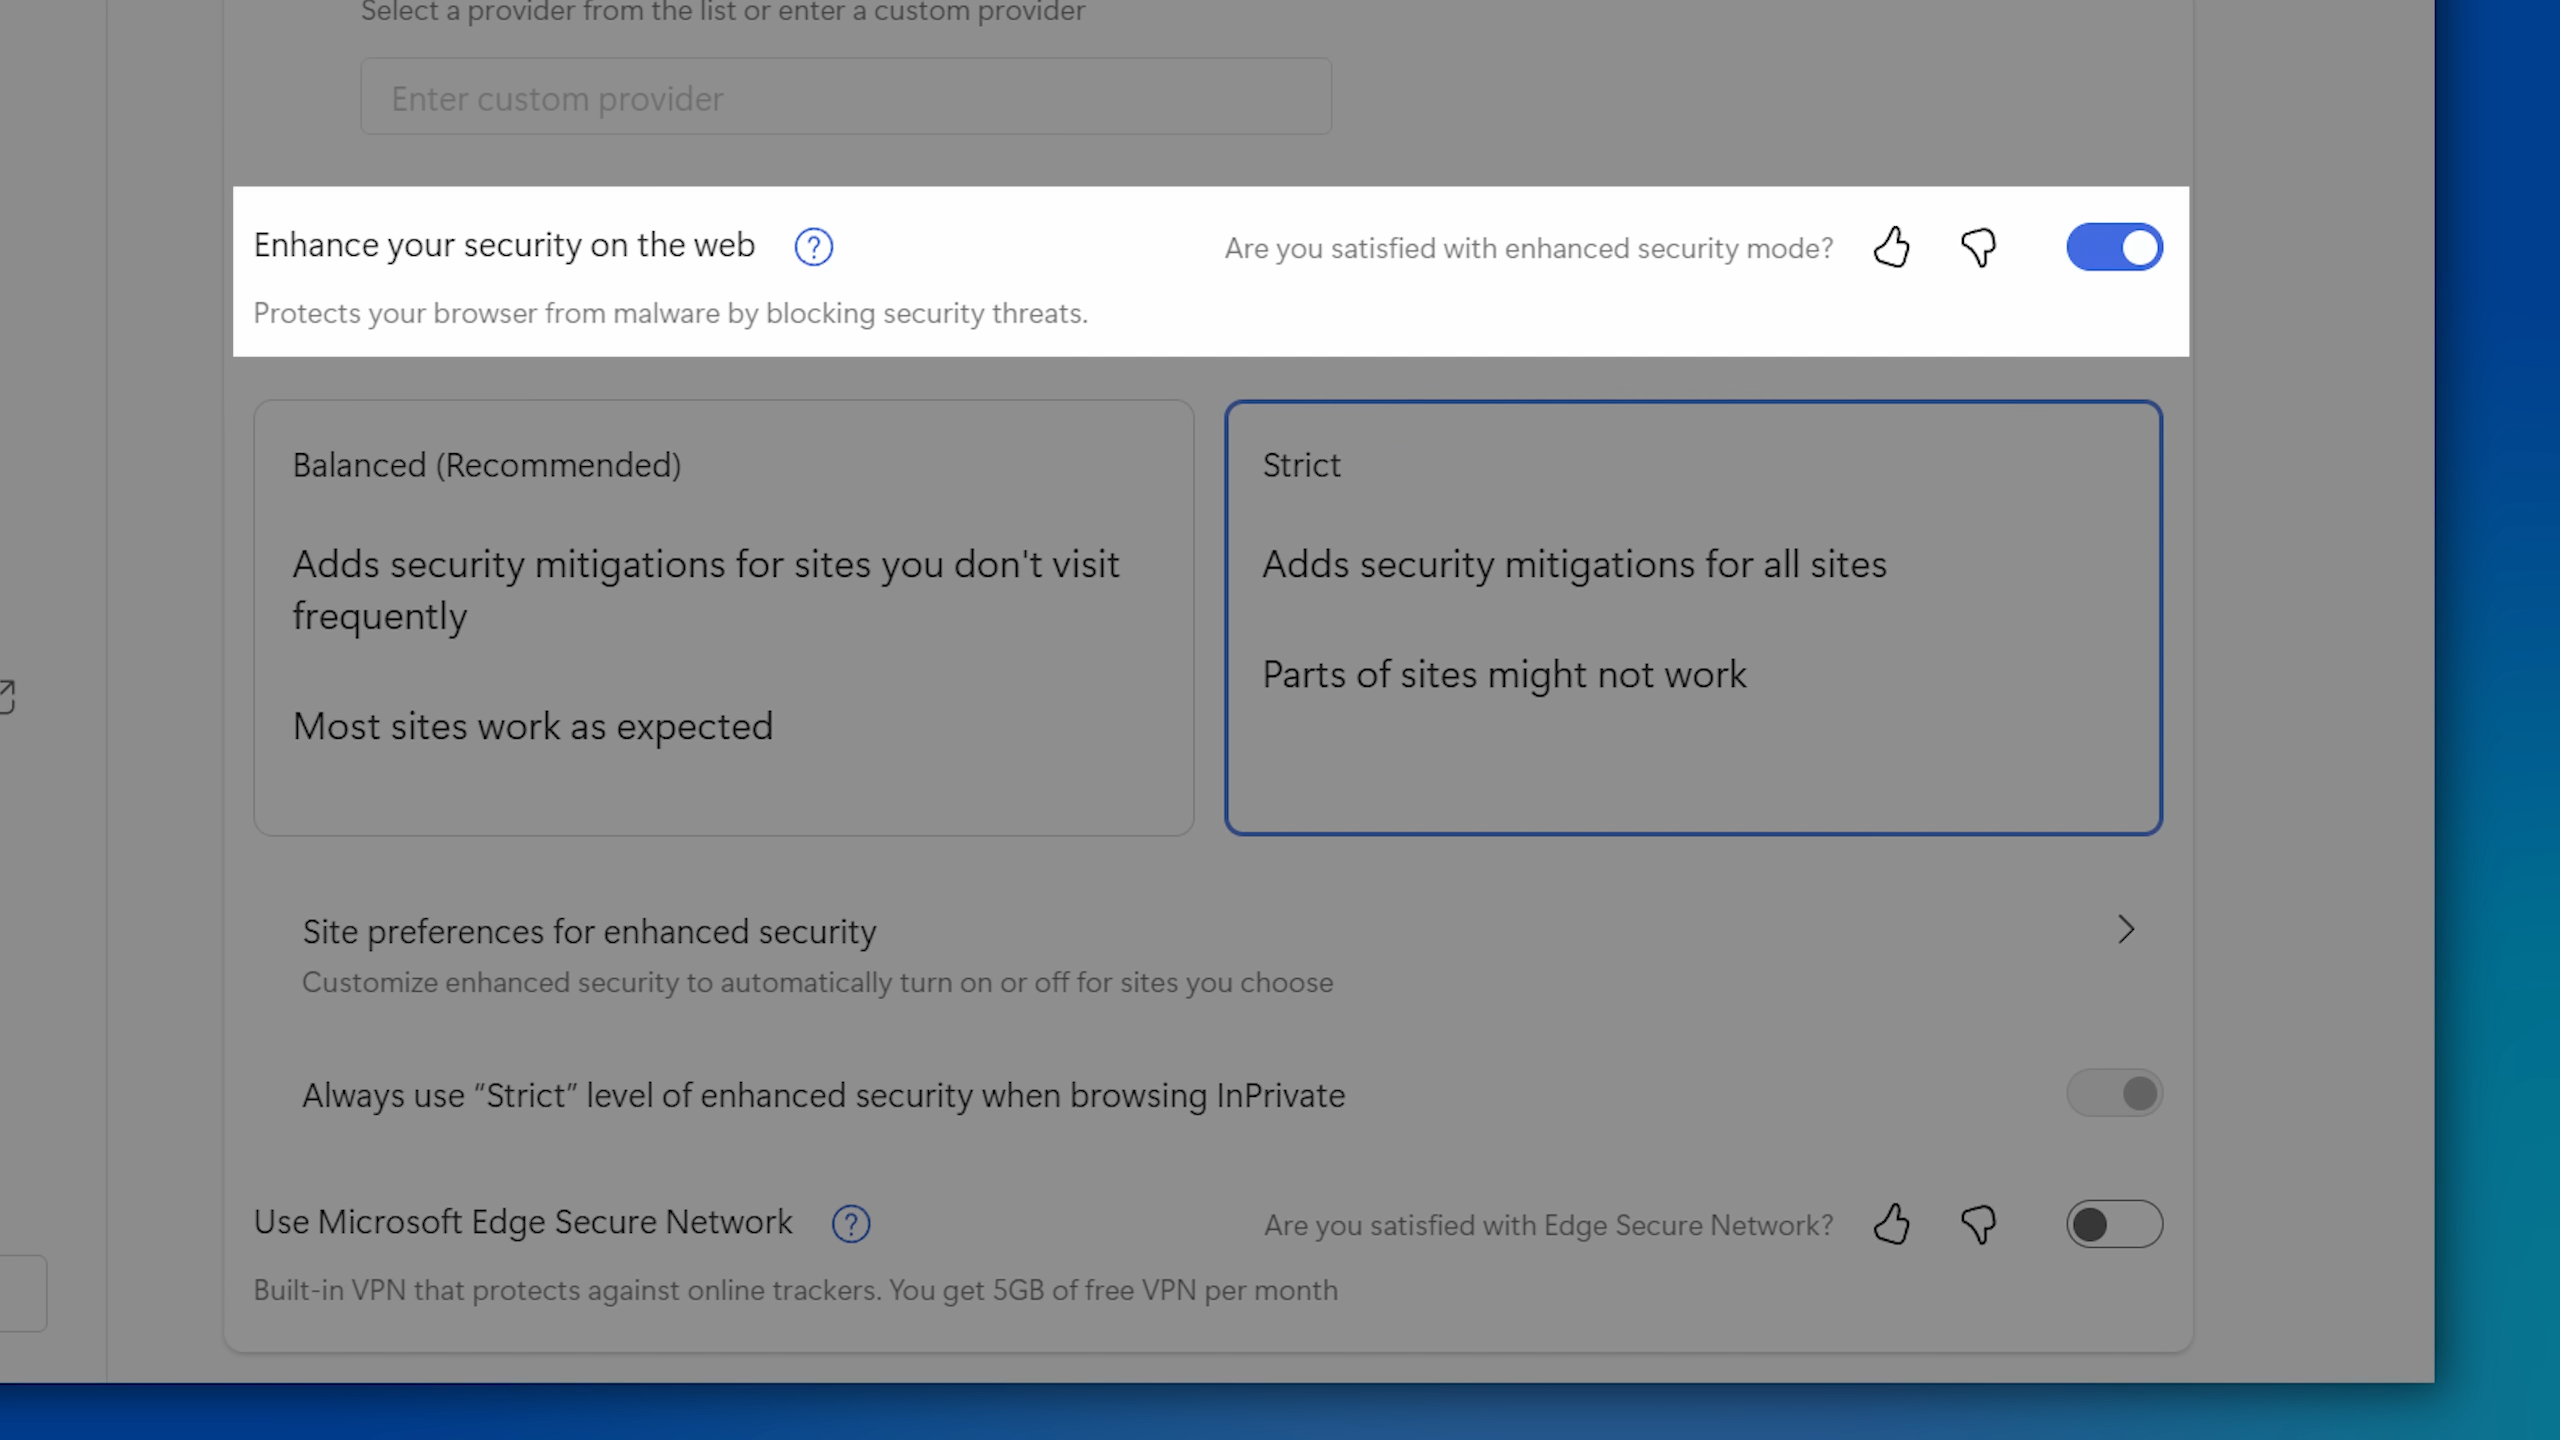 Select a provider from the list or enter a custom provider
Enter custom provider
Enhance your security on the web
Are you satisfied with enhanced security mode?
Protects your browser from malware by blocking security threats.
Balanced (Recommended)
Adds security mitigations for sites you don't visit
frequently
Most sites work as expected
Strict
Adds security mitigations for all sites
Parts of sites might not work
Site preferences for enhanced security
Customize enhanced security to automatically turn on or off for sites you choose
Always use “Strict” level of enhanced security when browsing InPrivate
Use Microsoft Edge Secure Network
Are you satisfied with Edge Secure Network?
Built-in VPN that protects against online trackers. You get 5GB of free VPN per month